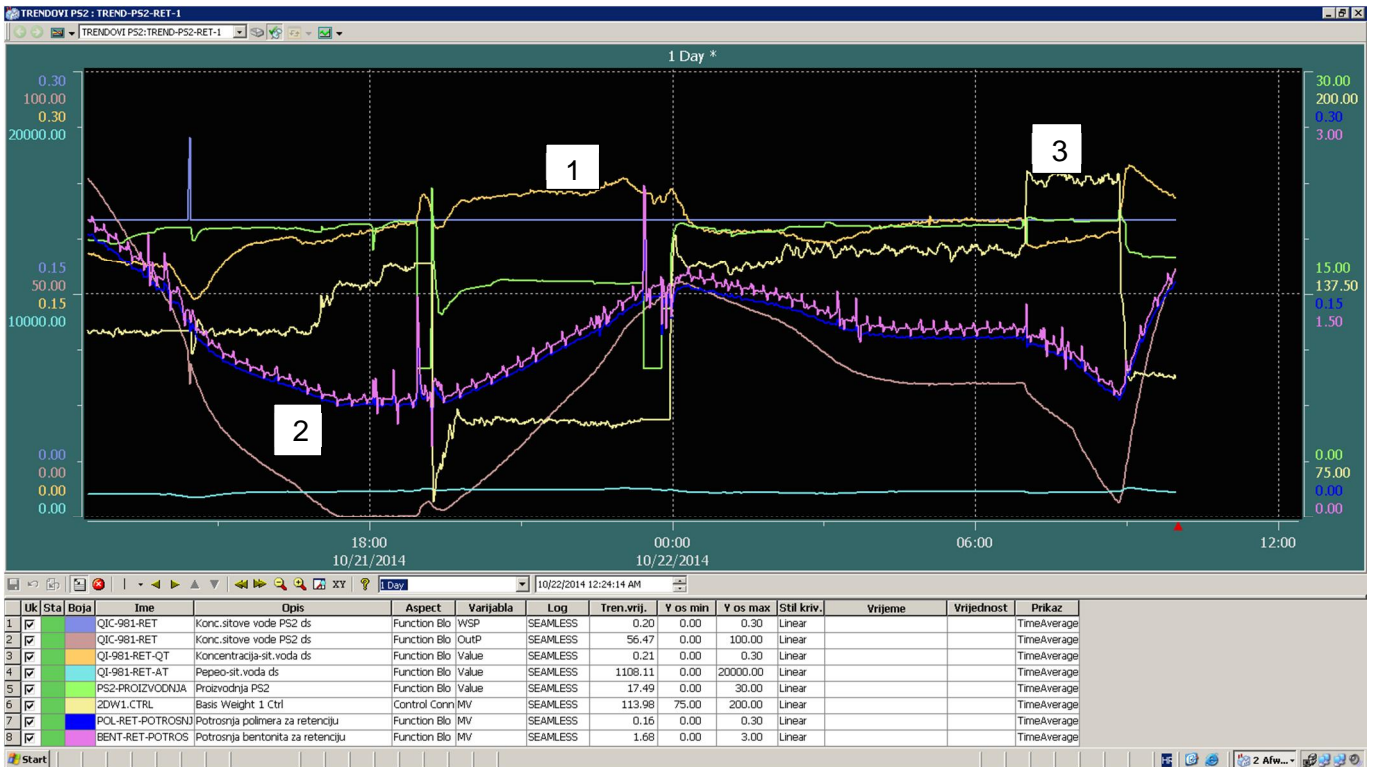 TRENDOVI PS2 : TREND-PS2-RET-1
TRENDOVI PS2:TREND-PS2-RET-1
1 Day *
0.30
100.00
0.30
20000.00
30.00
200.00
0.30
3.00
1
3
0.15
50.00
0.15
10000.00
15.00
137.50
0.15
1.50
2
0.00
0.00
0.00
0.00
0.00
75.00
0.00
0.00
18:00 00:00 06:00 12:00
10/21/2014 10/22/2014
XY ? 1 Day 10/22/2014 12:24:14 AM
Uk Sta Boja Ime Opis Aspect Varijabla Log Tren.vrij. Y os min Y os max Stil kriv. Vrijeme Vrijednost Prikaz
1 QIC-981-RET Konc.sitove vode PS2 ds Function Blo WSP SEAMLESS 0.20 0.00 0.30 Linear TimeAverage
2 QIC-981-RET Konc.sitove vode PS2 ds Function Blo OutP SEAMLESS 56.47 0.00 100.00 Linear TimeAverage
3 QI-981-RET-QT Koncentracija-sit.voda ds Function Blo Value SEAMLESS 0.21 0.00 0.30 Linear TimeAverage
4 QI-981-RET-AT Pepeo-sit.voda ds Function Blo Value SEAMLESS 1108.11 0.00 20000.00 Linear TimeAverage
5 PS2-PROIZVODNJA Proizvodnja PS2 Function Blo Value SEAMLESS 17.49 0.00 30.00 Linear TimeAverage
6 2DW1.CTRL Basis Weight 1 Ctrl Control Conn MV SEAMLESS 113.98 75.00 200.00 Linear TimeAverage
7 POL-RET-POTROSNJ Potrosnja polimera za retenciju Function Blo MV SEAMLESS 0.16 0.00 0.30 Linear TimeAverage
8 BENT-RET-POTROS Potrosnja bentonita za retenciju Function Blo MV SEAMLESS 1.68 0.00 3.00 Linear TimeAverage
Start HR 2 Afw...